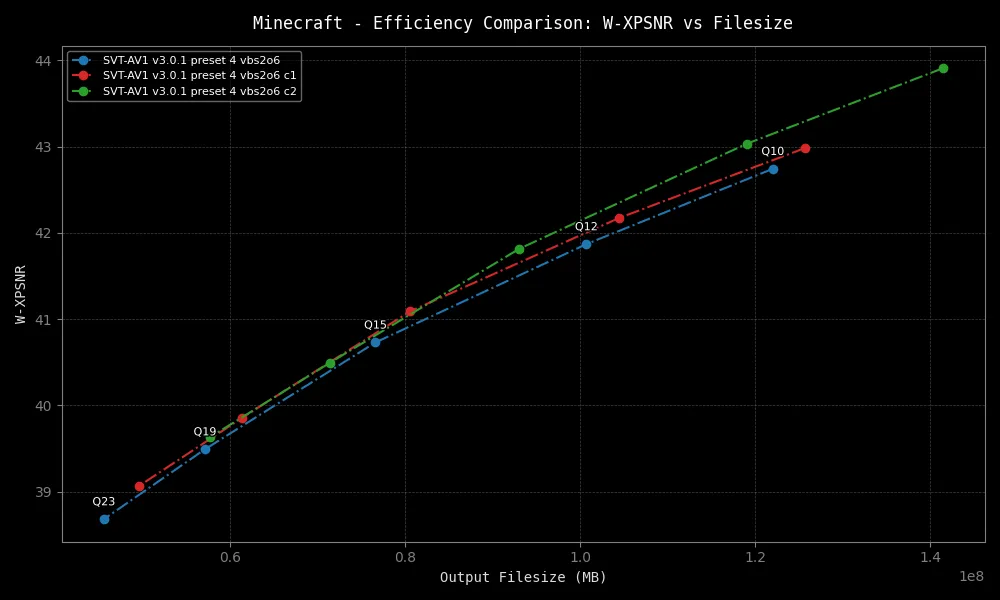 Minecraft - Efficiency Comparison: W-XPSNR vs Filesize
SVT-AV1 v3.0.1 preset 4 vbs2o6
SVT-AV1 v3.0.1 preset 4 vbs2o6 c1
SVT-AV1 v3.0.1 preset 4 vbs2o6 c2
44
43
42
41
40
39
W-XPSNR
Q10
Q12
Q15
Q19
Q23
0.6
0.8
1.0
1.2
1.4
1e8
Output Filesize (MB)